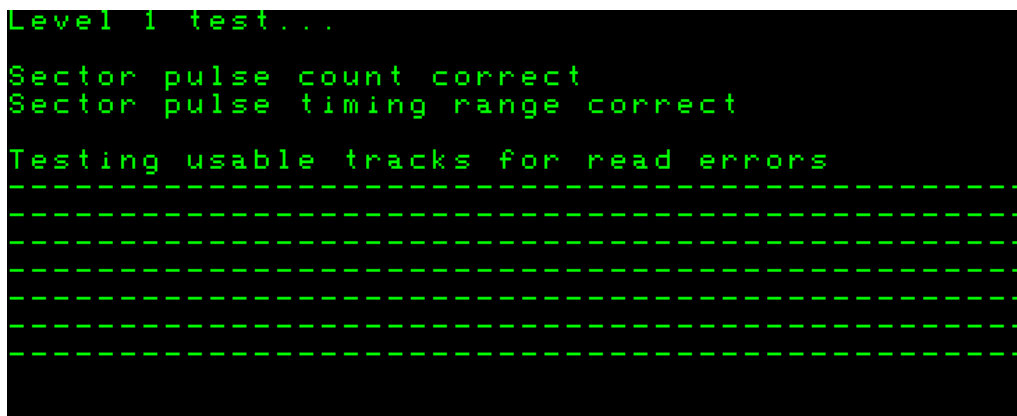 Level 1 test...
Sector pulse count correct
Sector pulse timing range correct
Testing usable tracks for read errors
---------------------------------------
---------------------------------------
---------------------------------------
---------------------------------------
---------------------------------------
---------------------------------------
---------------------------------------